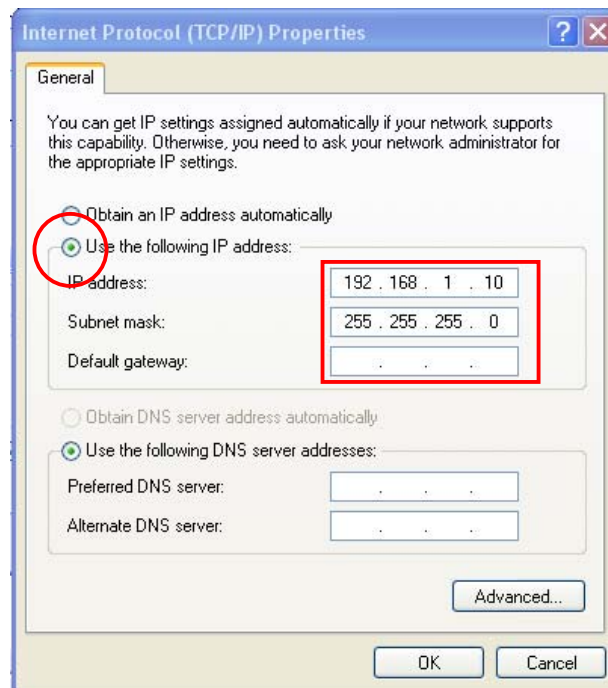 Internet Protocol (TCP/IP) Properties
General
You can get IP settings assigned automatically if your network supports
this capability. Otherwise, you need to ask your network administrator for
the appropriate IP settings.
Obtain an IP address automatically
Use the following IP address:
IP address: 192 . 168 . 1 . 10
Subnet mask: 255 . 255 . 255 . 0
Default gateway: . . .
Obtain DNS server address automatically
Use the following DNS server addresses:
Preferred DNS server: . . .
Alternate DNS server: . . .
Advanced...
OK Cancel